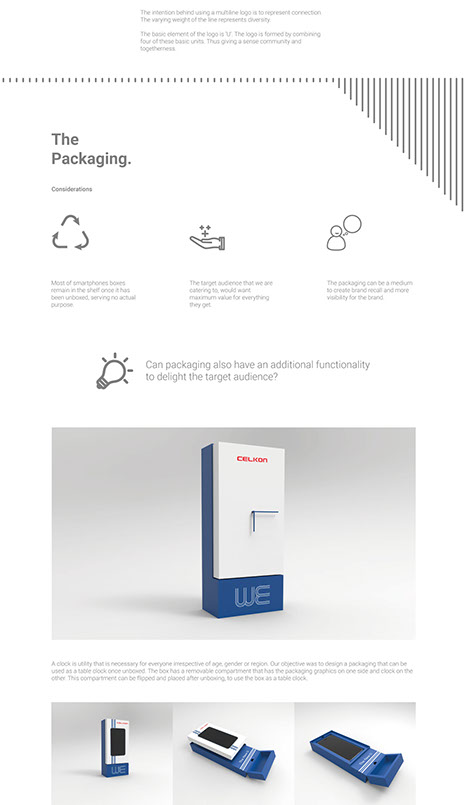 The intention behind using a multiline logo is to represent connection.
The varying weight of the line represents diversity.
The basic element of the logo is 'U'. The logo is formed by combining
four of these basic units. Thus giving a sense community and
togetherness.
The
Packaging.
Considerations
Most of smartphones boxes
remain in the shelf once it has
been unboxed, serving no actual
purpose.
The target audience that we are
catering to, would want
maximum value for everything
they get.
The packaging can be a medium
to create brand recall and more
visibility for the brand.
Can packaging also have an additional functionality
to delight the target audience?
CELKON
WE
A clock is utility that is necessary for everyone irrespective of age, gender or region. Our objective was to design a packaging that can be
used as a table clock once unboxed. The box has a removable compartment that has the packaging graphics on one side and clock on the
other. This compartment can be flipped and placed after unboxing, to use the box as a table clock.
CELKON
WE